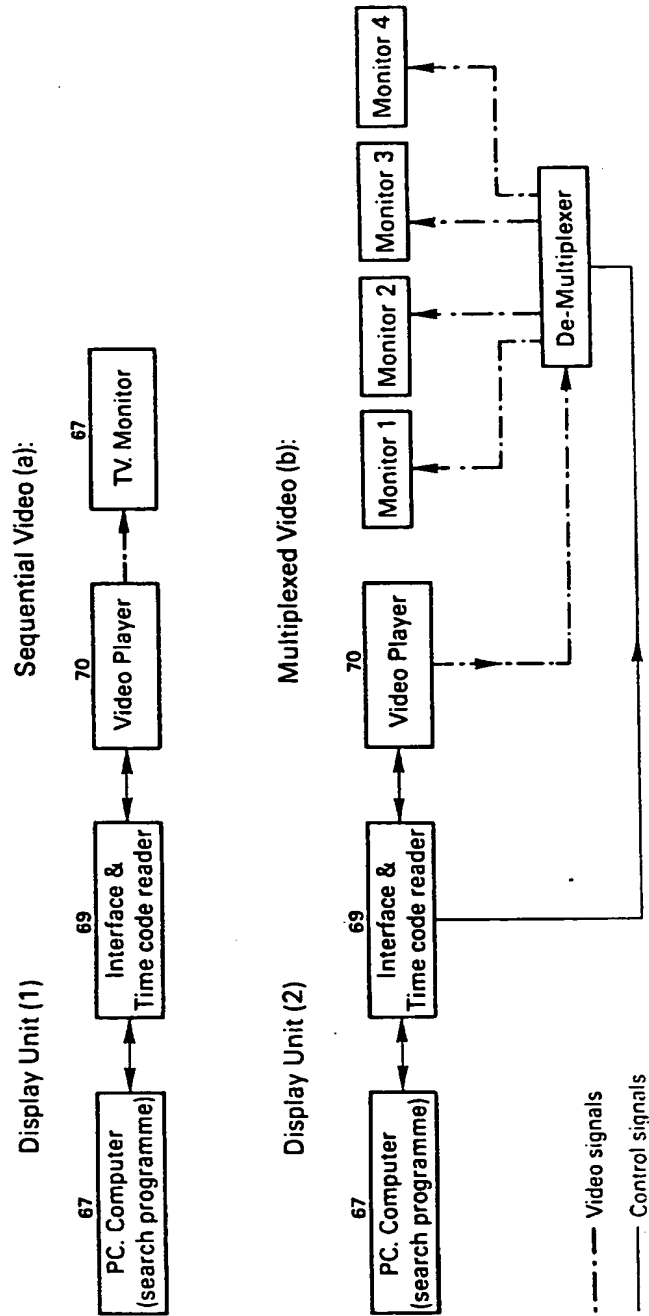 Display Unit (1)
Sequential Video (a):
67
PC. Computer
(search programme)
69
Interface &
Time code reader
70
Video Player
67
TV. Monitor
Display Unit (2)
Multiplexed Video (b):
67
PC. Computer
(search programme)
69
Interface &
Time code reader
70
Video Player
Monitor 1
Monitor 2
Monitor 3
Monitor 4
De-Multiplexer
Video signals
Control signals